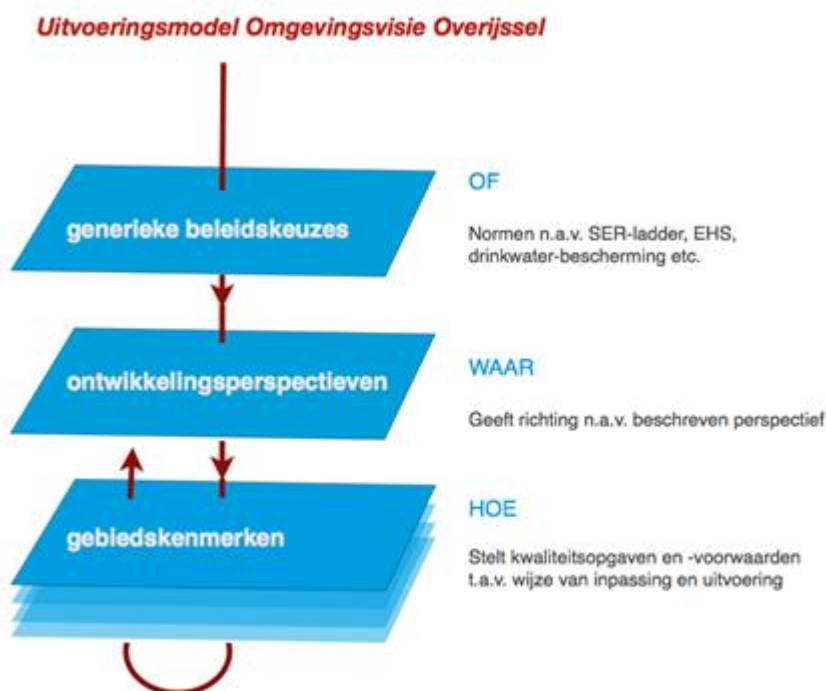 Uitvoeringsmodel Omgevingsvisie Overijssel
generieke beleidskeuzes
OF
Normen n.a.v. SER-ladder, EHS,
drinkwater-bescherming etc.
ontwikkelingsperspectieven
WAAR
Geeft richting n.a.v. beschreven perspectief
gebiedskenmerken
HOE
Stelt kwaliteitsopgaven en -voorwaarden
t.a.v. wijze van inpassing en uitvoering